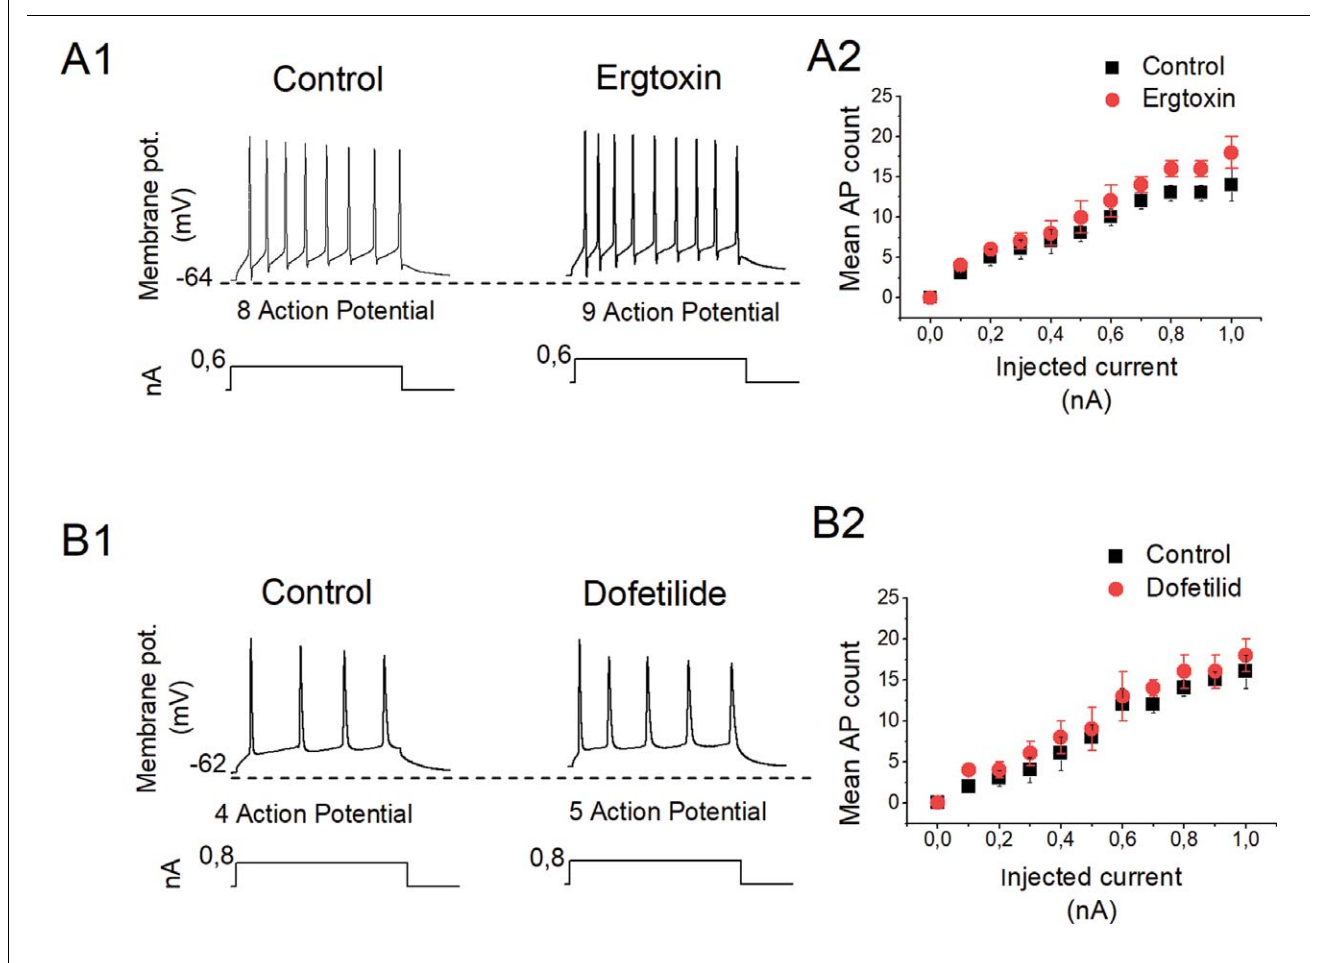 A1
Control
Ergtoxin
Membrane pot.
(mV)
-64
8 Action Potential
9 Action Potential
nA
0,6
0,6
A2
Control
Ergtoxin
Mean AP count
25
20
15
10
5
0
0,0 0,2 0,4 0,6 0,8 1,0
Injected current
(nA)
B1
Control
Dofetilide
Membrane pot.
(mV)
-62
4 Action Potential
5 Action Potential
nA
0,8
0,8
B2
Control
Dofetilid
Mean AP count
25
20
15
10
5
0
0,0 0,2 0,4 0,6 0,8 1,0
Injected current
(nA)